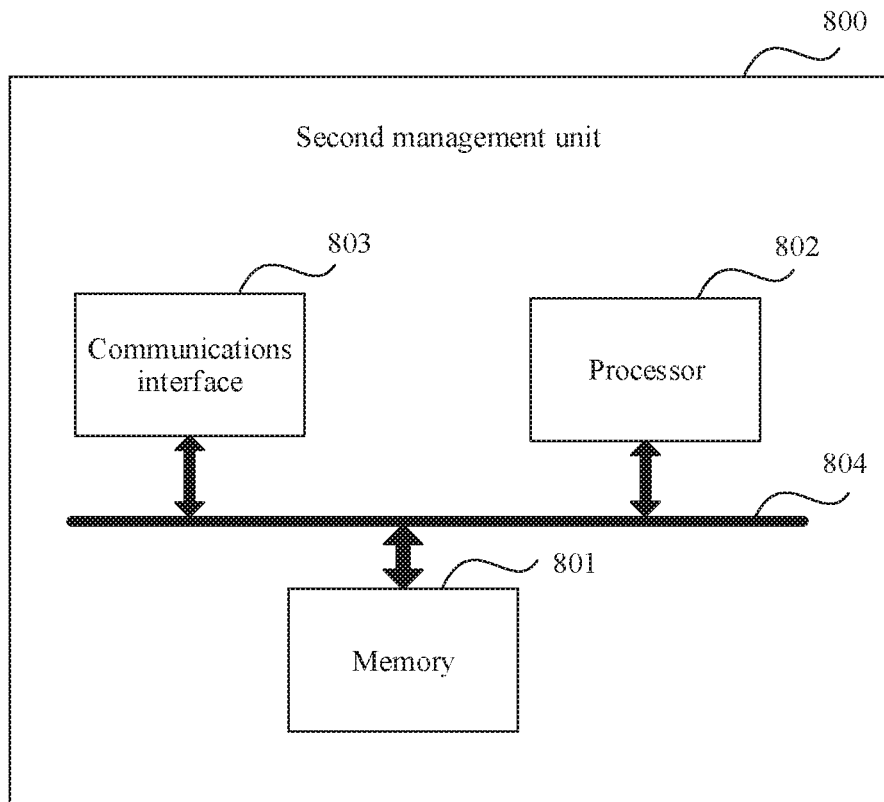 800
Second management unit
803
802
Communications
interface
Processor
804
801
Memory